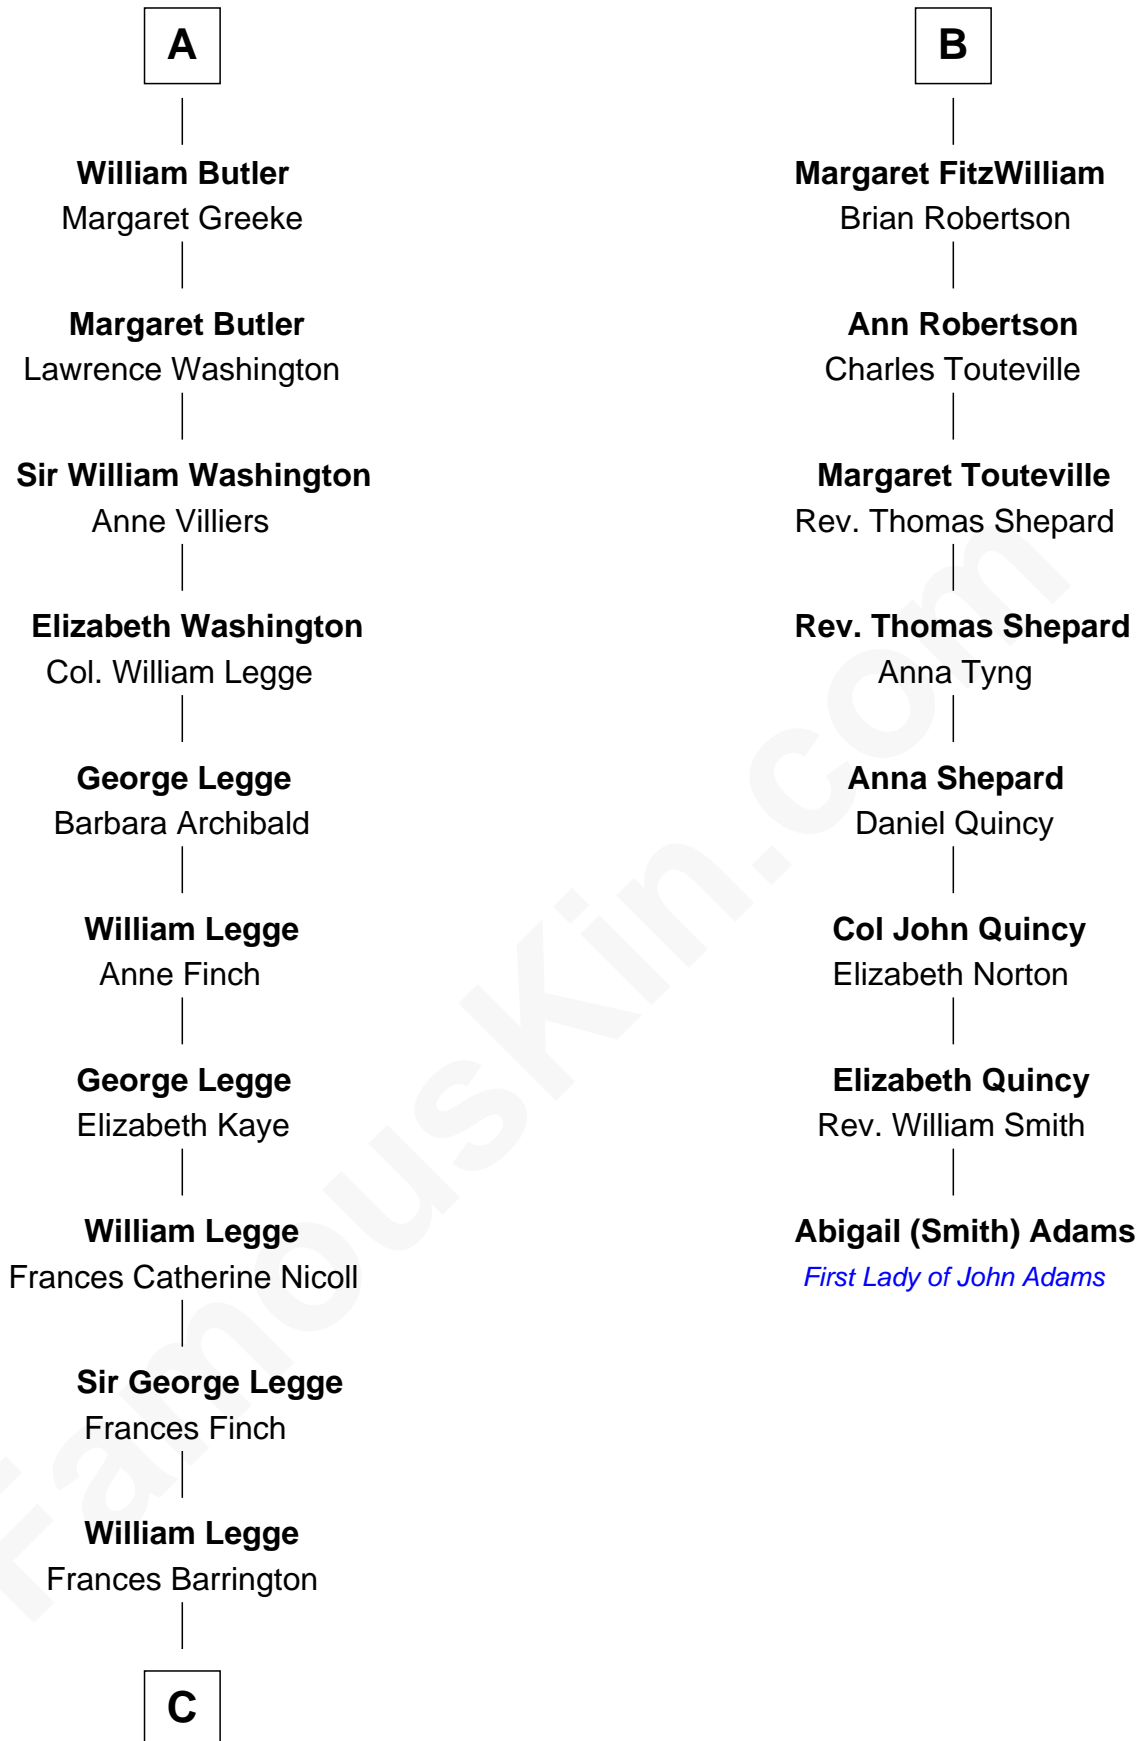 A
William Butler
Margaret Greeke
Margaret Butler
Lawrence Washington
Sir William Washington
Anne Villiers
Elizabeth Washington
Col. William Legge
George Legge
Barbara Archibald
William Legge
Anne Finch
George Legge
Elizabeth Kaye
William Legge
Frances Catherine Nicoll
Sir George Legge
Frances Finch
William Legge
Frances Barrington
C
B
Margaret FitzWilliam
Brian Robertson
Ann Robertson
Charles Touteville
Margaret Touteville
Rev. Thomas Shepard
Rev. Thomas Shepard
Anna Tyng
Anna Shepard
Daniel Quincy
Col John Quincy
Elizabeth Norton
Elizabeth Quincy
Rev. William Smith
Abigail (Smith) Adams
First Lady of John Adams
FamousKin.com